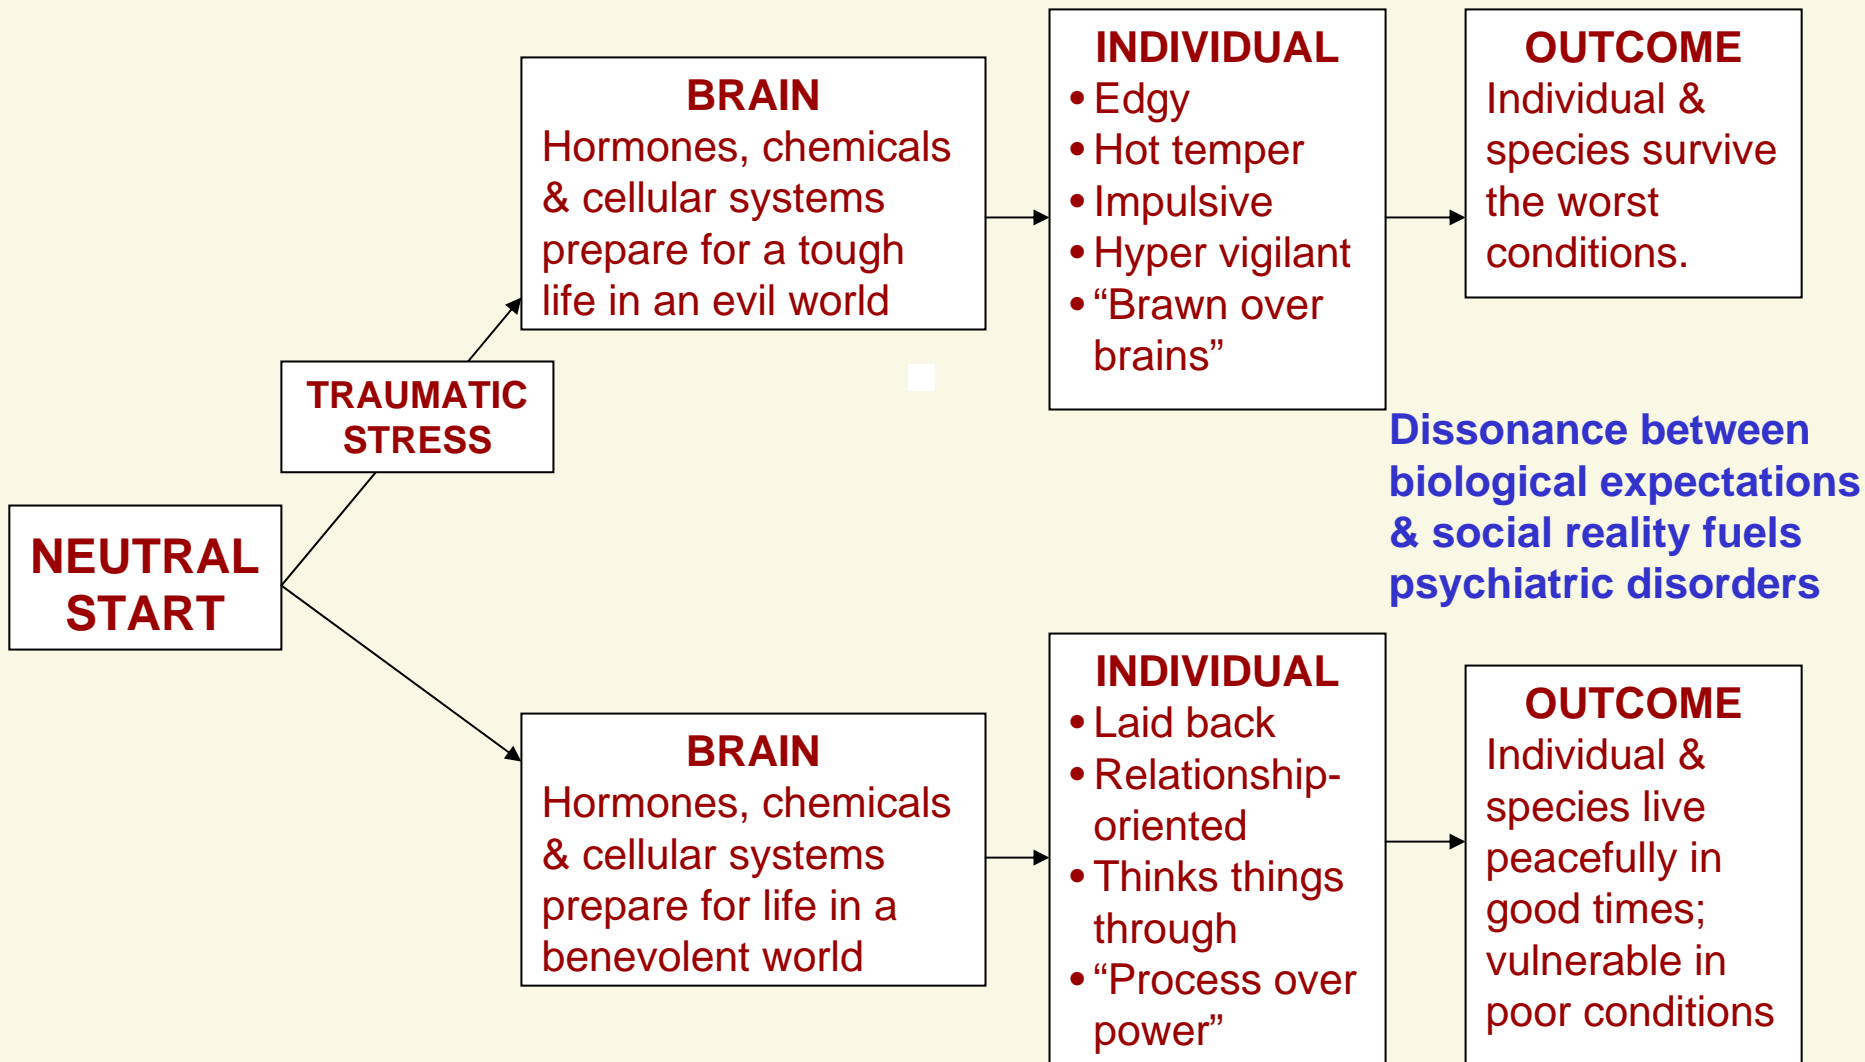 NEUTRAL
START
TRAUMATIC
STRESS
BRAIN
Hormones, chemicals
& cellular systems
prepare for a tough
life in an evil world
INDIVIDUAL
• Edgy
• Hot temper
• Impulsive
• Hyper vigilant
• “Brawn over
brains”
OUTCOME
Individual &
species survive
the worst
conditions.
Dissonance between
biological expectations
& social reality fuels
psychiatric disorders
BRAIN
Hormones, chemicals
& cellular systems
prepare for life in a
benevolent world
INDIVIDUAL
• Laid back
• Relationship-
oriented
• Thinks things
through
• “Process over
power”
OUTCOME
Individual &
species live
peacefully in
good times;
vulnerable in
poor conditions